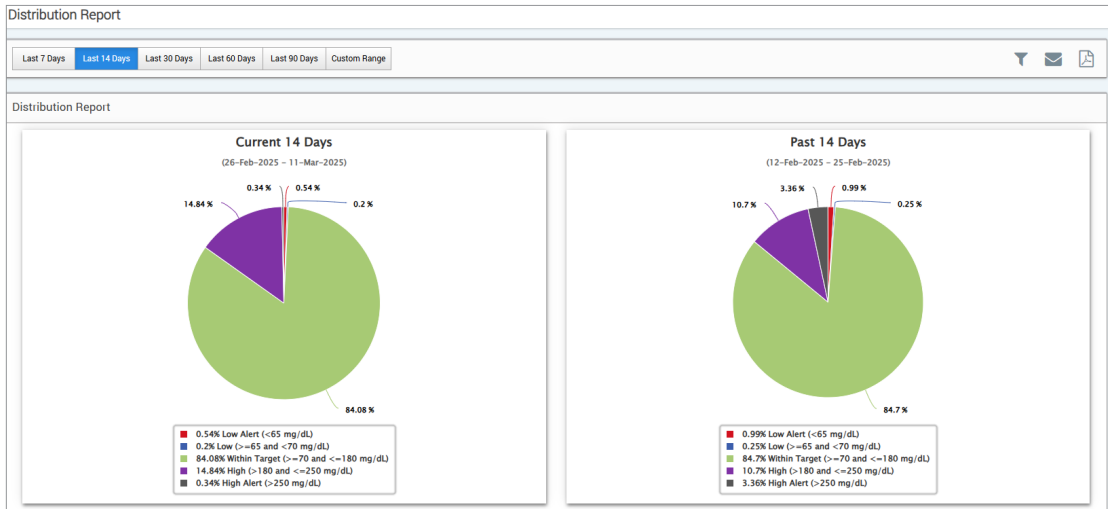 Distribution Report
Last 7 Days Last 14 Days Last 30 Days Last 60 Days Last 90 Days Custom Range
Distribution Report
Current 14 Days
(26-Feb-2025 - 11-Mar-2025)
0.34 % 0.54 %
14.84 % 0.2 %
84.08 %
0.54% Low Alert (<65 mg/dL)
0.2% Low (>=65 and <70 mg/dL)
84.08% Within Target (>=70 and <=180 mg/dL)
14.84% High (>180 and <=250 mg/dL)
0.34% High Alert (>250 mg/dL)
Past 14 Days
(12-Feb-2025 - 25-Feb-2025)
3.36 % 0.99 %
10.7 % 0.25 %
84.7 %
0.99% Low Alert (<65 mg/dL)
0.25% Low (>=65 and <70 mg/dL)
84.7% Within Target (>=70 and <=180 mg/dL)
10.7% High (>180 and <=250 mg/dL)
3.36% High Alert (>250 mg/dL)